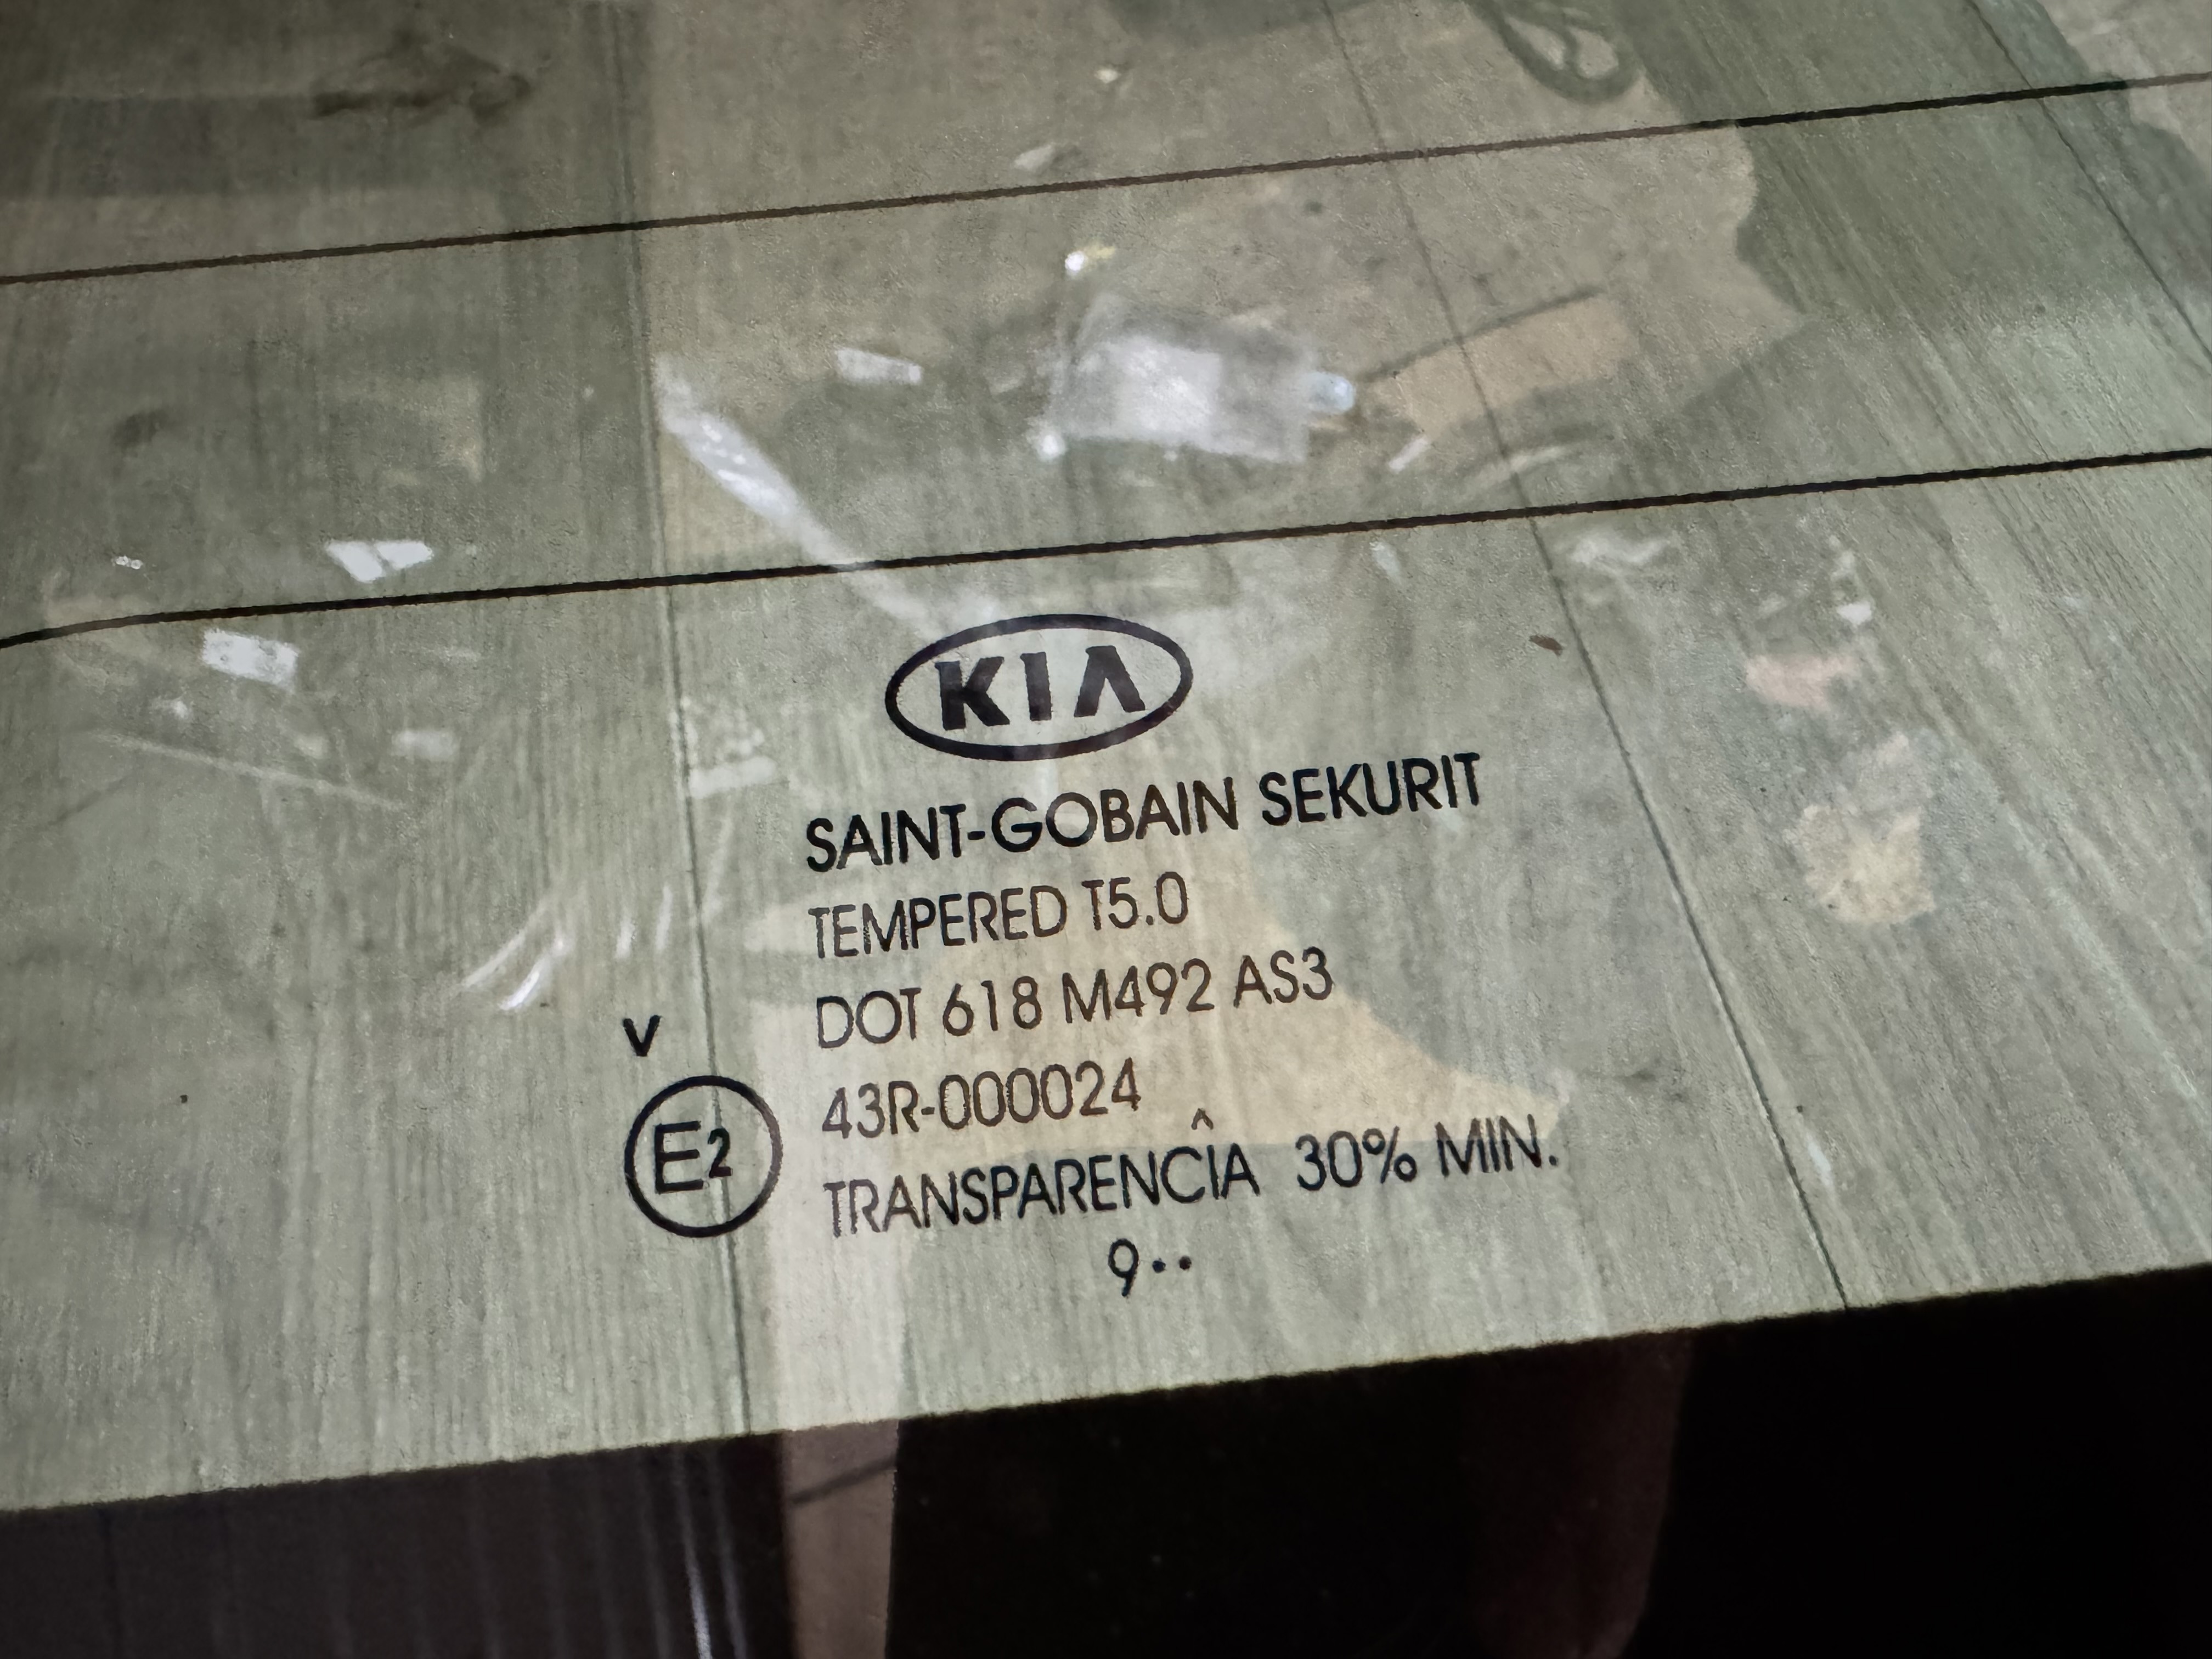 KIA
SAINT-GOBAIN SEKURIT
TEMPERED T5.0
DOT 618 M492 AS3
V
43R-000024
E2
TRANSPARENCÎA 30% MIN.
9··